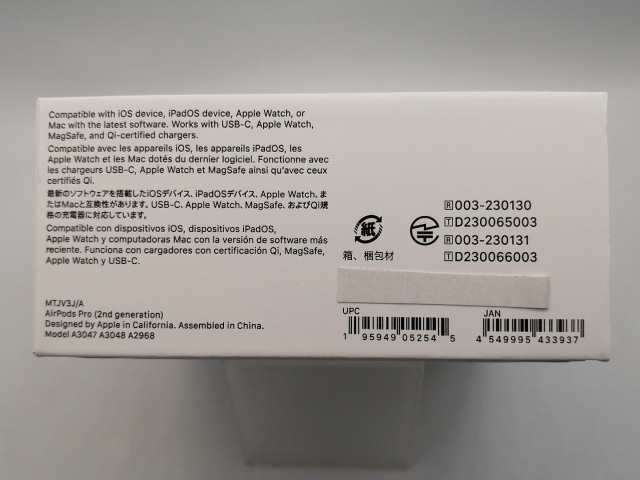 Compatible with iOS device, iPadOS device, Apple Watch, or
Mac with the latest software. Works with USB-C, Apple Watch,
MagSafe, and Qi-certified chargers.
Compatible avec les appareils iOS, les appareils iPadOS, les
Apple Watch et les Mac dotés du dernier logiciel. Fonctionne avec
les chargeurs USB-C, Apple Watch et MagSafe ainsi qu'avec ceux
certifiés Qi.
最新のソフトウェアを搭載したiOSデバイス、iPadOSデバイス、Apple Watch、ま
たはMacと互換性があります。USB-C、Apple Watch、MagSafe、およびQi規
格の充電器に対応しています。
Compatible con dispositivos iOS, dispositivos iPadOS,
Apple Watch y computadoras Mac con la versión de software más
reciente. Funciona con cargadores con certificación Qi, MagSafe,
Apple Watch y USB-C.
MTJV3J/A
AirPods Pro (2nd generation)
Designed by Apple in California. Assembled in China.
Model A3047 A3048 A2968
紙
箱、梱包材
R 003-230130
T D230065003
R 003-230131
T D230066003
UPC
1 95949 05254 5
JAN
4 549995 433937